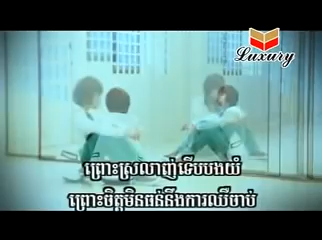 Luxury
ព្រោះស្រលាញ់ទើបបងយំ
ព្រោះចិត្តមិនធន់នឹងការឈឺចាប់